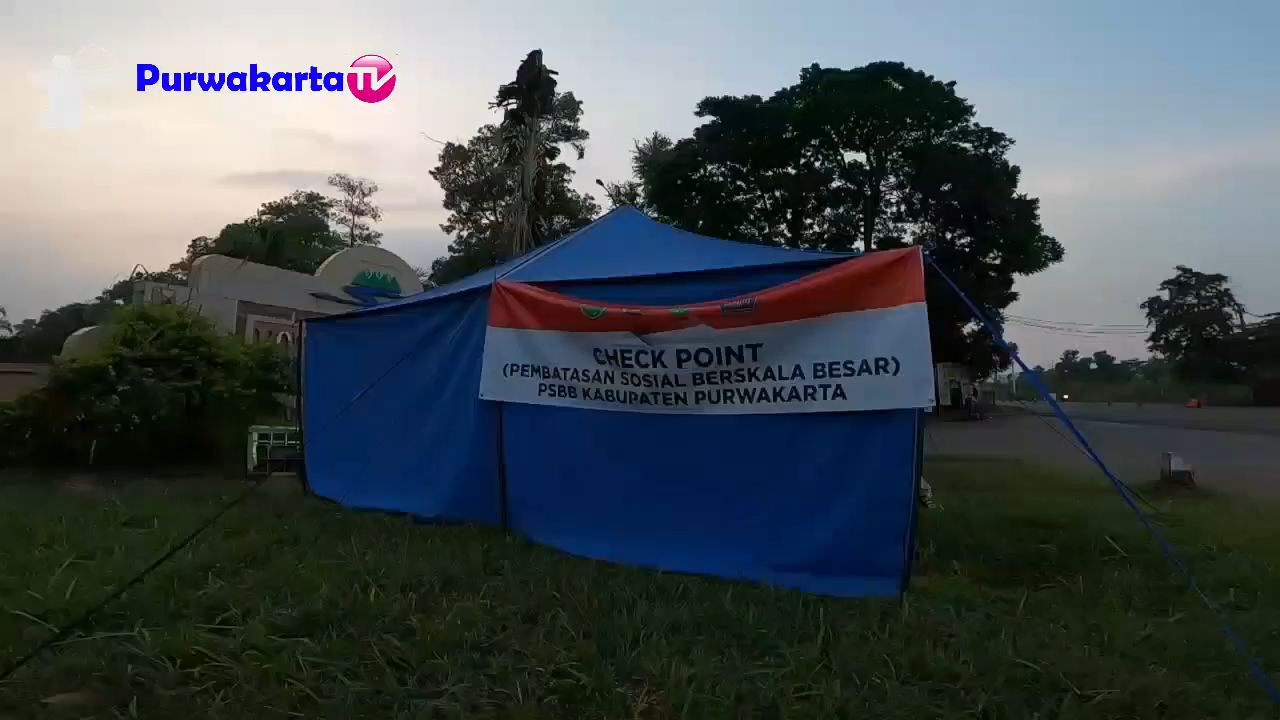 Purwakarta TV
CHECK POINT
(PEMBATASAN SOSIAL BERSKALA BESAR)
PSBB KABUPATEN PURWAKARTA